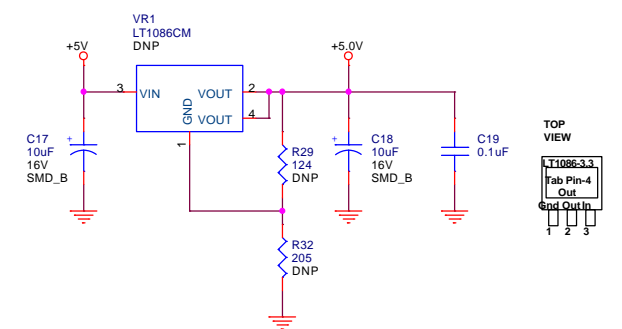 VR1
LT1086CM
DNP
+5V
+5.0V
3
VIN
VOUT
2
VOUT
4
GND
1
C17
10uF
16V
SMD_B
R29
124
DNP
C18
10uF
16V
SMD_B
C19
0.1uF
R32
205
DNP
TOP
VIEW
LT1086-3.3
Tab Pin-4
Out
Gnd Out In
1 2 3